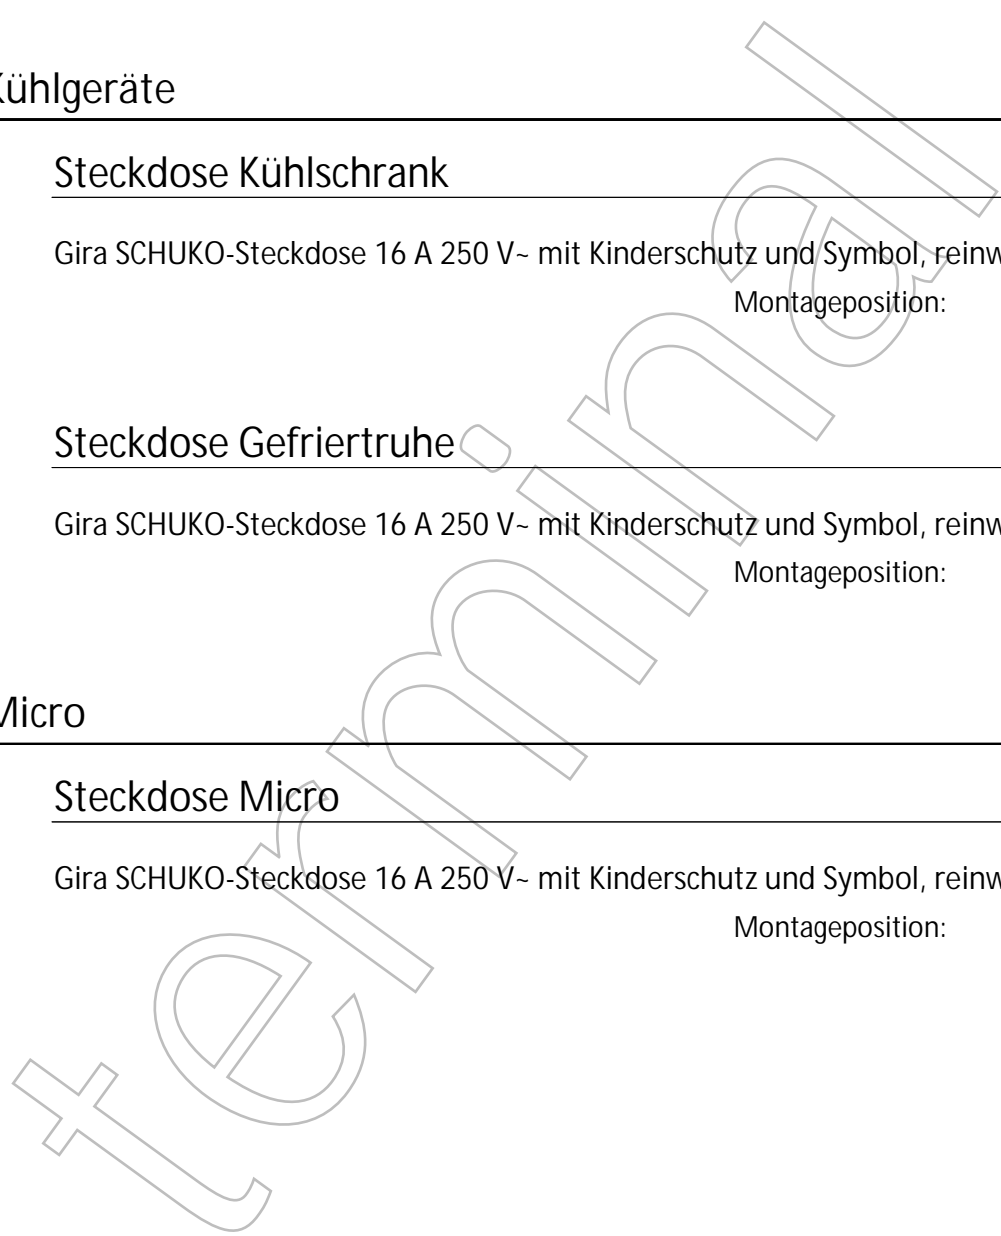 ühlgeräte
Steckdose Kühlschrank
Gira SCHUKO-Steckdose 16 A 250 V~ mit Kinderschutz und Symbol, reinw
Montageposition:
Steckdose Gefriertruhe
Gira SCHUKO-Steckdose 16 A 250 V~ mit Kinderschutz und Symbol, reinw
Montageposition:
Micro
Steckdose Micro
Gira SCHUKO-Steckdose 16 A 250 V~ mit Kinderschutz und Symbol, reinw
Montageposition:
terminal